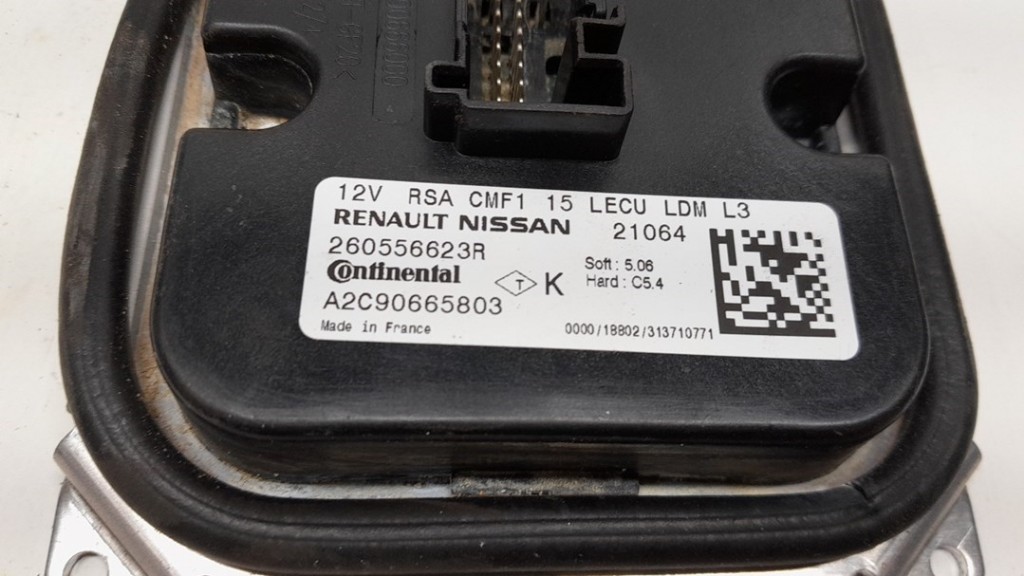 12V RSA CMF1 15 LECU LDM L3
RENAULT NISSAN 21064
260556623R
Continental
T K
Soft : 5.06
Hard : C5.4
A2C90665803
Made in France
0000/18802/313710771